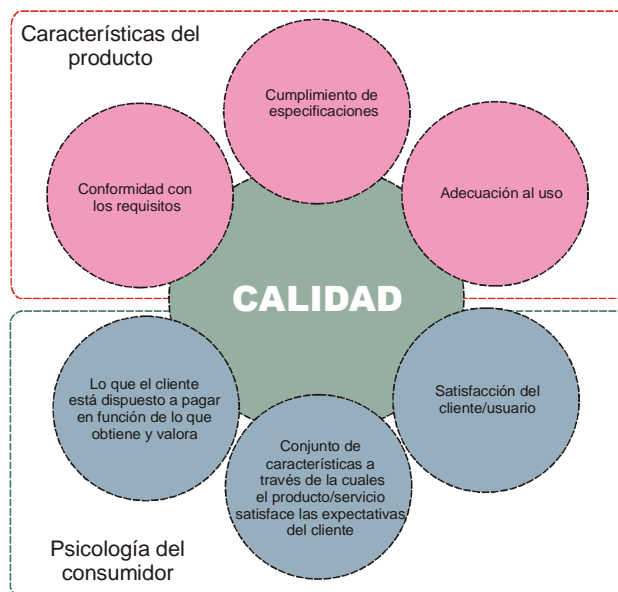 Características del
producto
Cumplimiento de
especificaciones
Conformidad con
los requisitos
Adecuación al uso
CALIDAD
Lo que el cliente
está dispuesto a pagar
en función de lo que
obtiene y valora
Satisfacción del
cliente/usuario
Conjunto de
características a
través de la cuales
el producto/servicio
satisface las expectativas
del cliente
Psicología del
consumidor